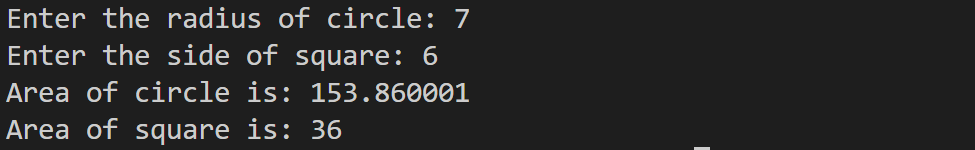 Enter the radius of circle: 7
Enter the side of square: 6
Area of circle is: 153.860001
Area of square is: 36